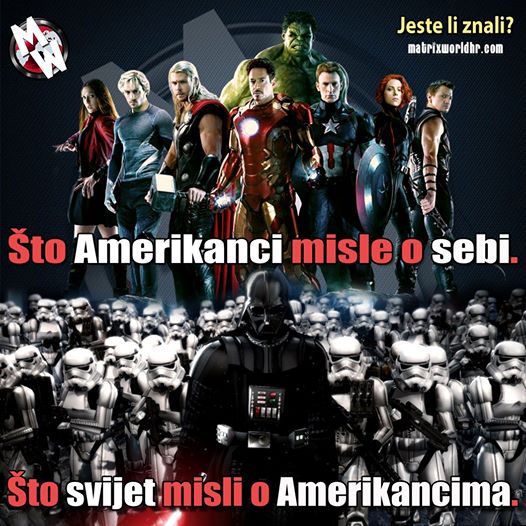 MW
Jeste li znali?
matrixworldhr.com
Što Amerikanci misle o sebi.
Što svijet misli o Amerikancima.